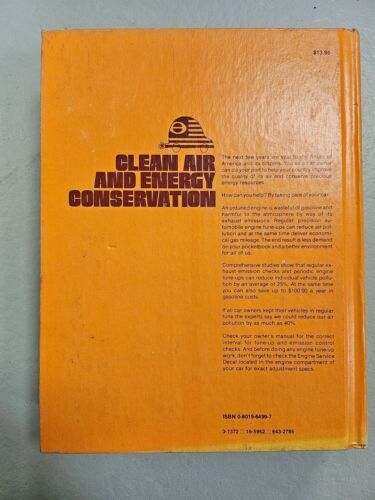 $13.95
CLEAN AIR
AND ENERGY
CONSERVATION
The next few years are vital to the future of
America and its citizens. You as a car owner
can do your part to help your country improve
the quality of its air and conserve precious
energy resources.
How can you help? By taking care of your car.
An untuned engine is wasteful of gasoline and
harmful to the atmosphere by way of its
exhaust emissions. Regular, precision au-
tomobile engine tune-ups can reduce air pol-
lution and at the same time deliver economi-
cal gas mileage. The end result is less demand
on your pocketbook and a better environment
for all of us.
Comprehensive studies show that regular ex-
haust emission checks and periodic engine
tune-ups can reduce individual vehicle pollu-
tion by an average of 25%. At the same time
you can also save up to $100.90 a year in
gasoline costs.
If all car owners kept their vehicles in regular
tune the experts say we could reduce our air
pollution by as much as 40%.
Check your owner's manual for the correct
interval for tune-up and emission control
checks. And before doing any engine tune-up
work, don't forget to check the Engine Service
Decal located in the engine compartment of
your car for exact adjustment specs.
ISBN 0-8019-6499-7
3-1372 16-5962 643-2785